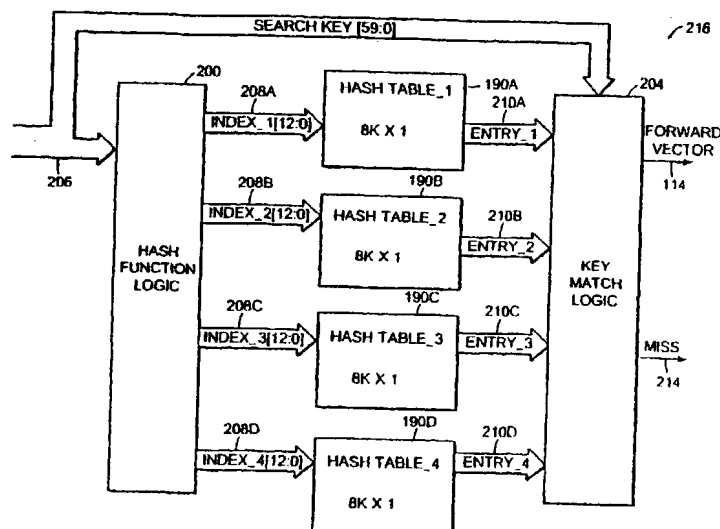 SEARCH KEY [59:0]
216
200
208A
INDEX_1[12:0]
HASH TABLE_1
8K X 1
190A
210A
ENTRY_1
204
FORWARD
VECTOR
114
206
208B
INDEX_2[12:0]
190B
HASH TABLE_2
8K X 1
210B
ENTRY_2
HASH
FUNCTION
LOGIC
KEY
MATCH
LOGIC
208C
INDEX_3[12:0]
190C
HASH TABLE_3
8K X 1
210C
ENTRY_3
MISS
214
208D
INDEX_4[12:0]
190D
HASH TABLE_4
8K X 1
210D
ENTRY_4